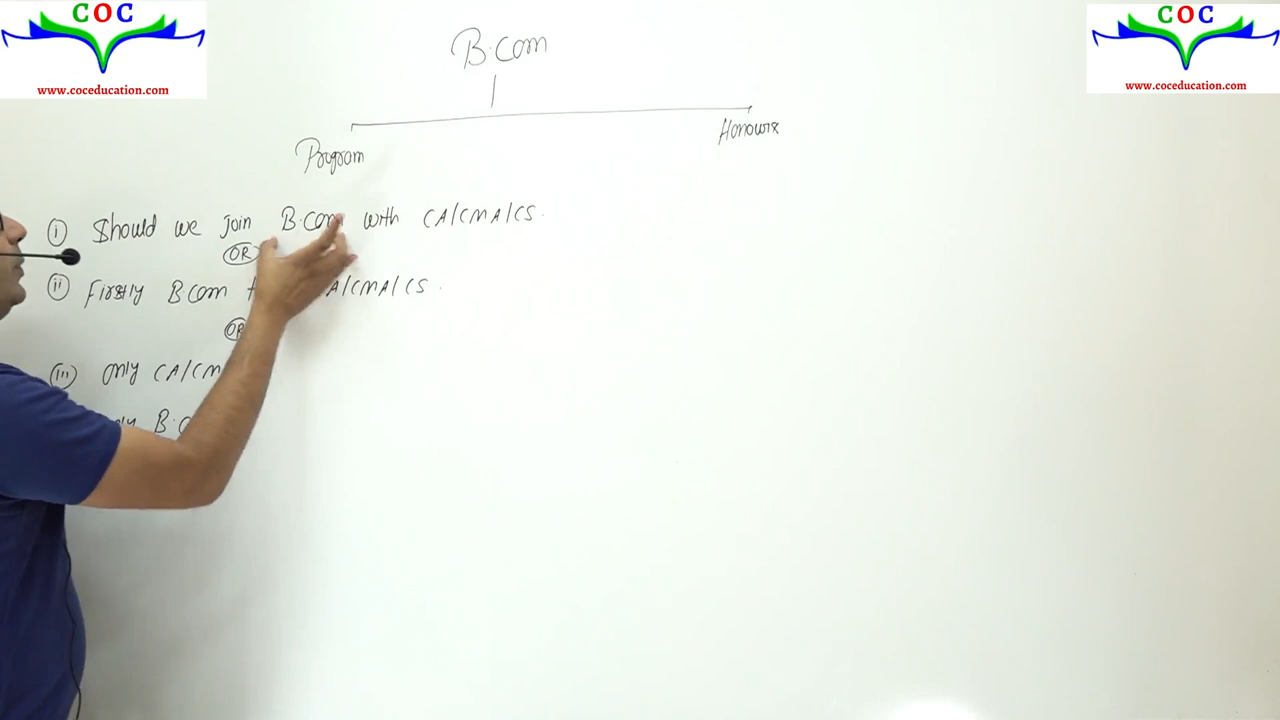 COC
www.coceducation.com
COC
www.coceducation.com
B.com
Program
Honours
(i) Should we join B.Com with CA/CMA/CS.
OR
(ii) Firstly B.com A/CMA/CS.
OR
(iii) only CA/CM
B.C